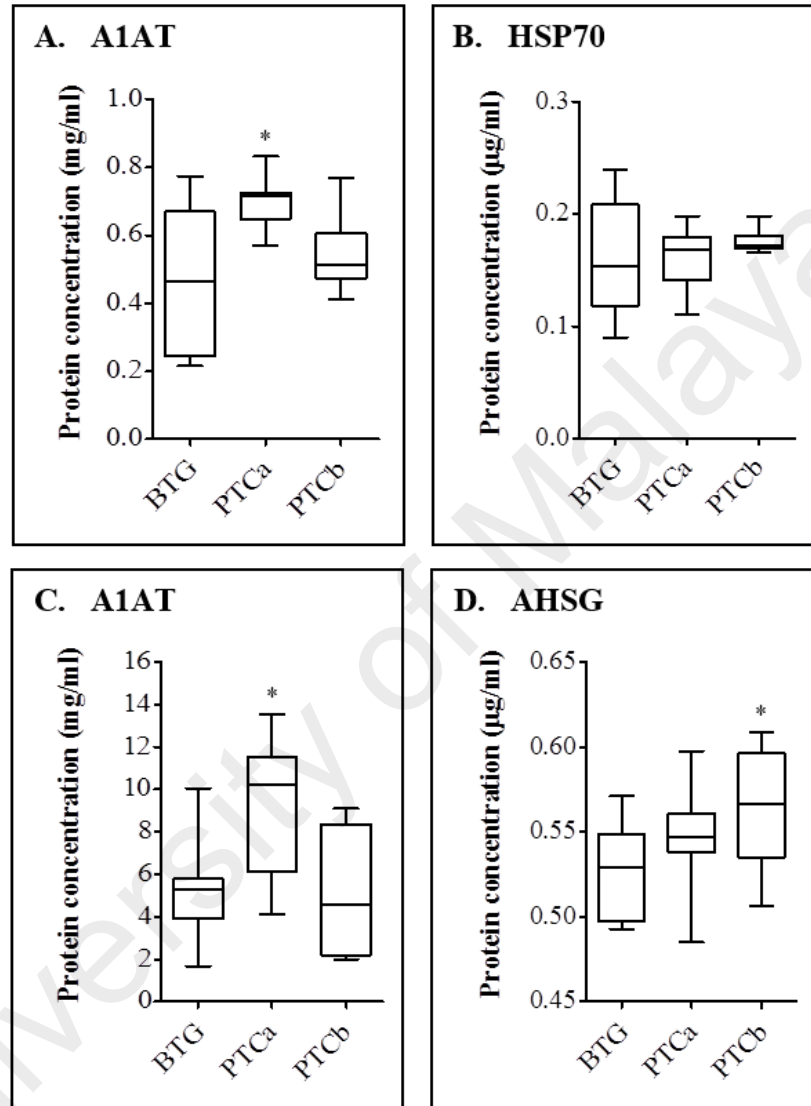 A. A1AT
Protein concentration (mg/ml)
1.0
0.8
0.6
0.4
0.2
0.0
*
BTG
PTCa
PTCb
B. HSP70
Protein concentration (µg/ml)
0.3
0.2
0.1
0.0
BTG
PTCa
PTCb
C. A1AT
Protein concentration (mg/ml)
16
14
12
10
8
6
4
2
0
*
BTG
PTCa
PTCb
D. AHSG
Protein concentration (µg/ml)
0.65
0.60
0.55
0.50
0.45
*
BTG
PTCa
PTCb
versity of Malaya